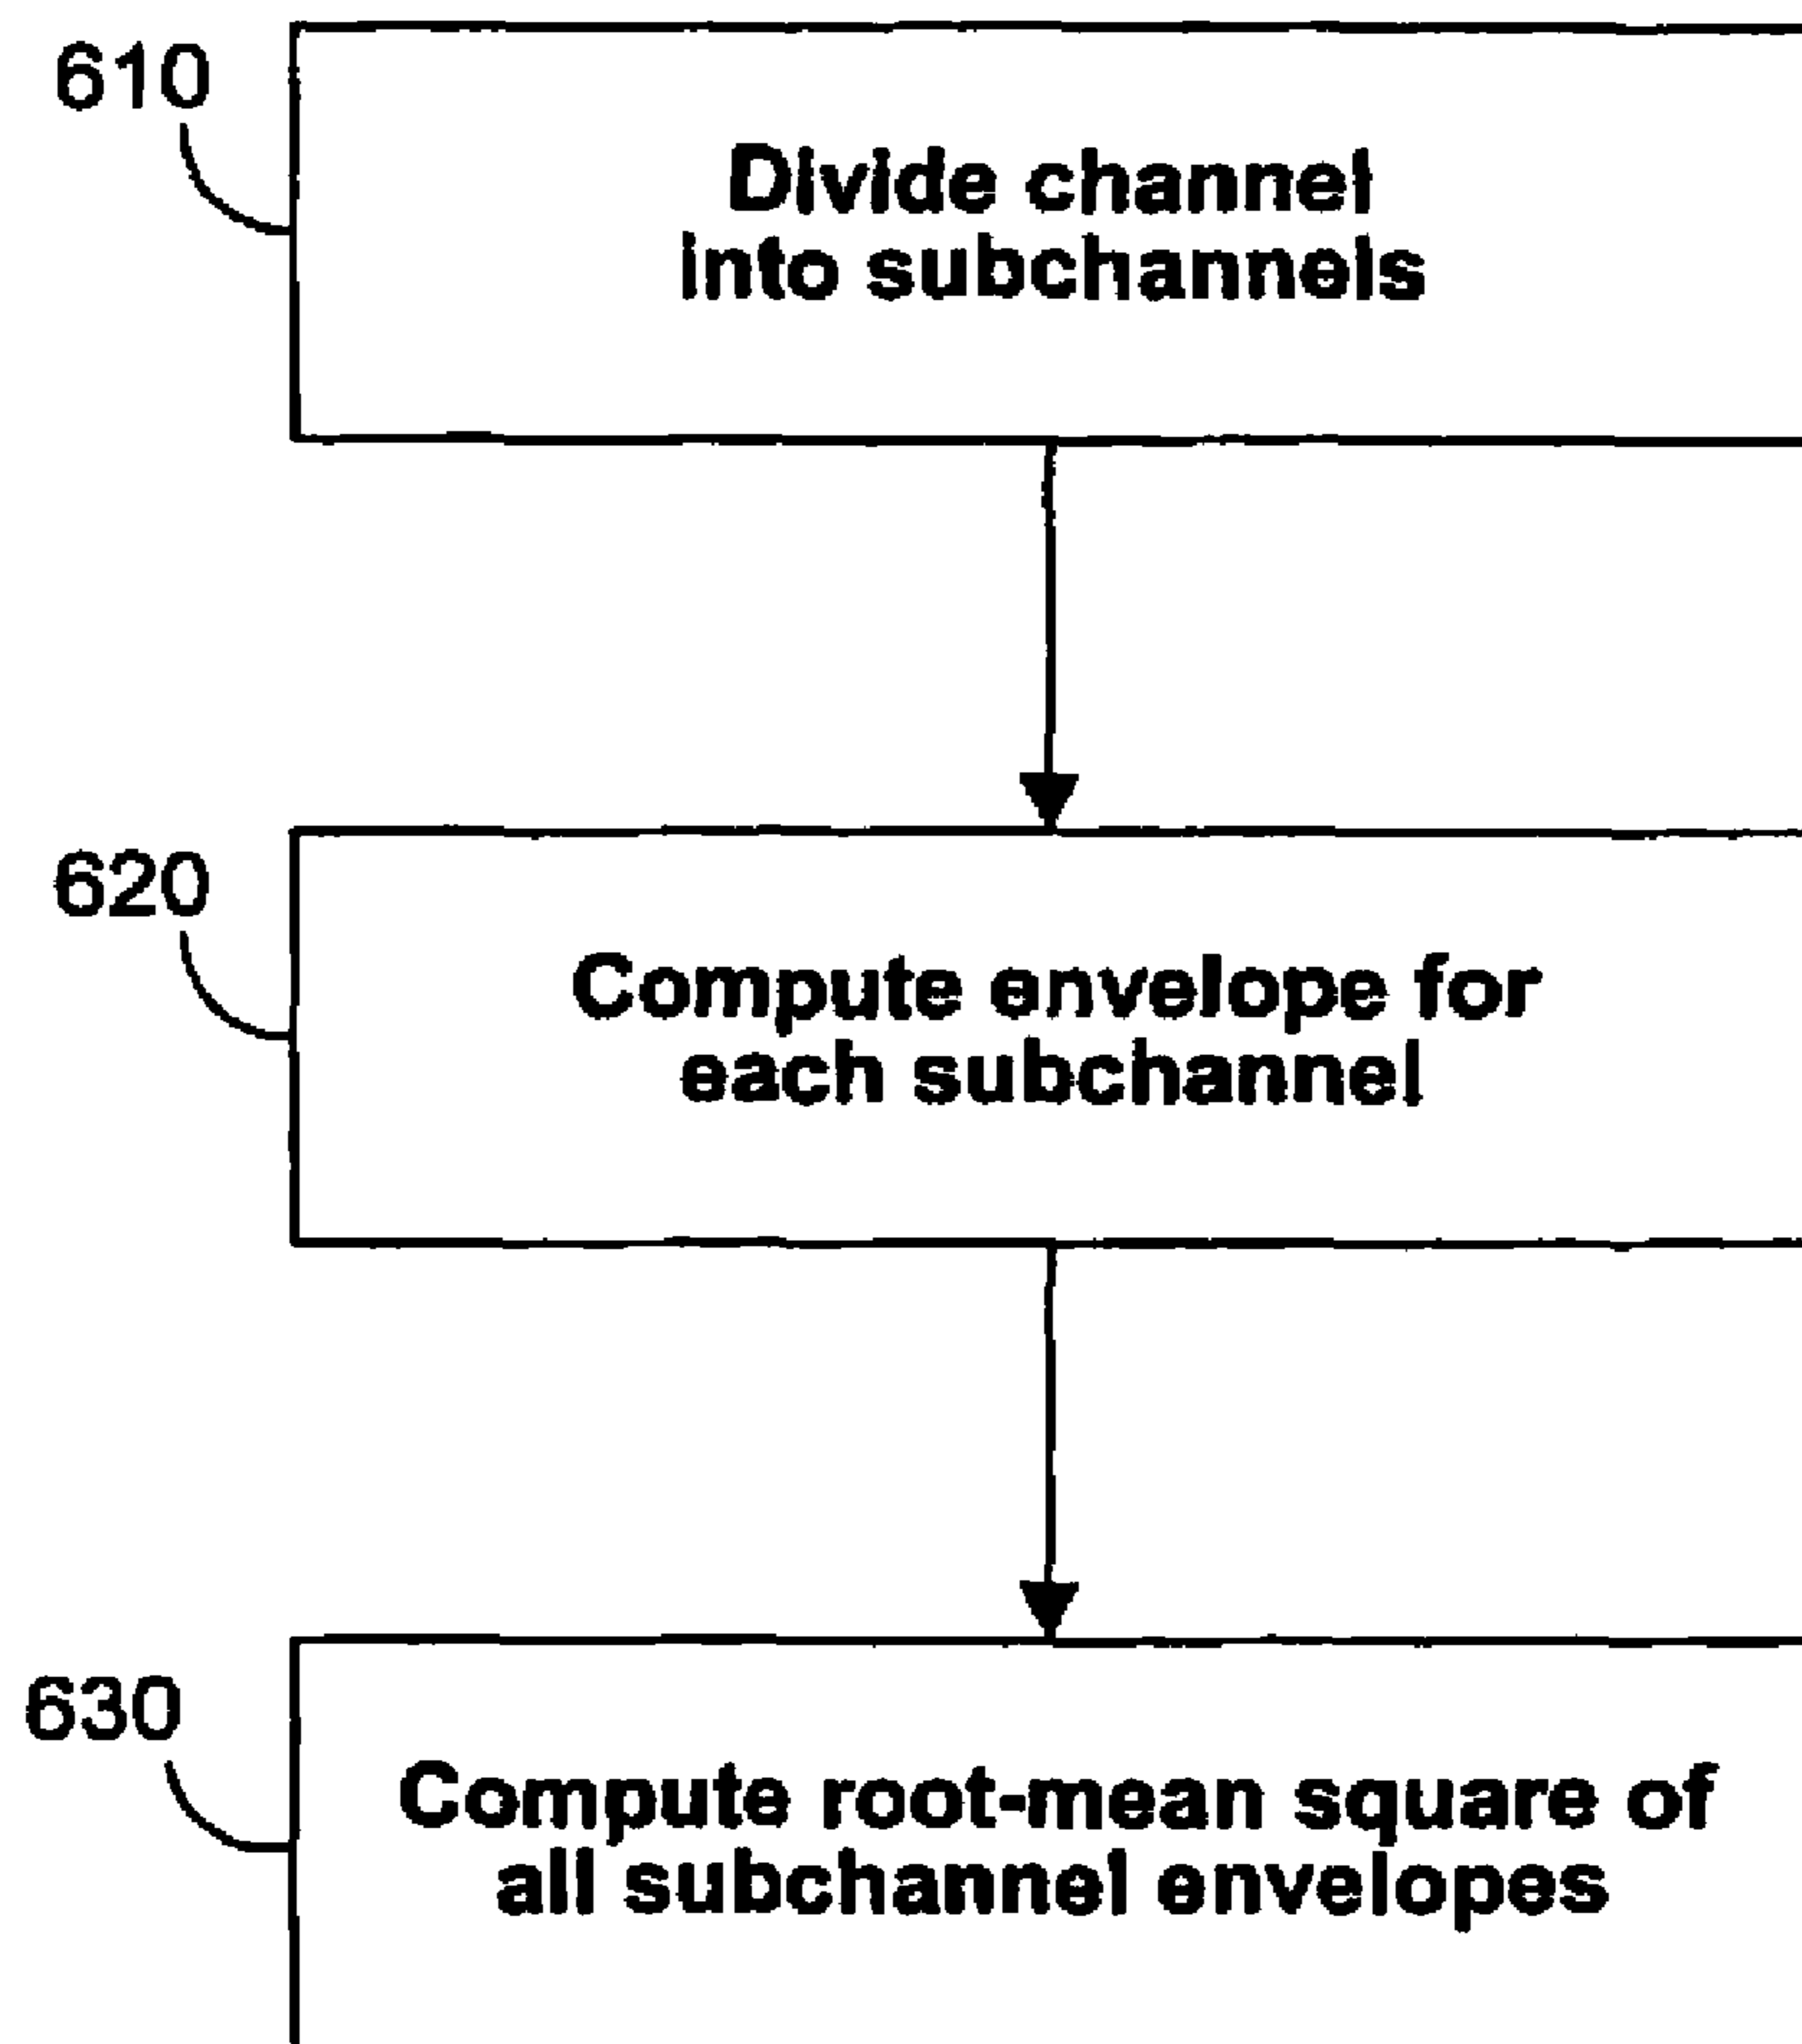 610
Divide channel
into subchannels
620
Compute envelope for
each subchannel
630
Compute root-mean square of
all subchannel envelopes